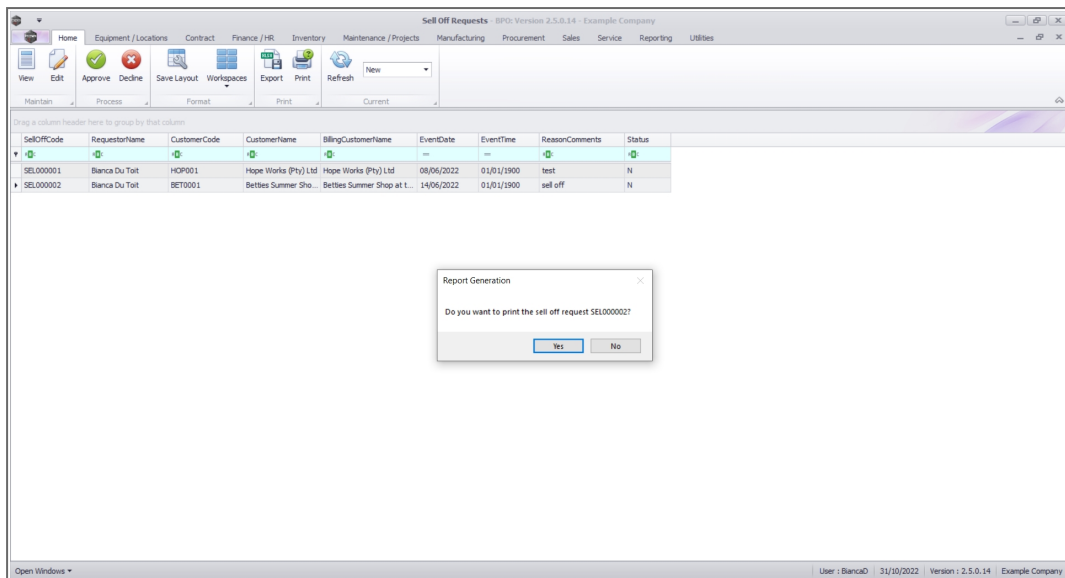 Sell Off Requests - BPO: Version 2.5.0.14 - Example Company
Home Equipment / Locations Contract Finance / HR Inventory Maintenance / Projects Manufacturing Procurement Sales Service Reporting Utilities
View Edit Approve Decline Save Layout Workspaces Export Print Refresh New
Maintain Process Format Print Current
Drag a column header here to group by that column
SellOffCode RequestorName CustomerCode CustomerName BillingCustomerName EventDate EventTime ReasonComments Status
= =
SEL000001 Bianca Du Toit HOP001 Hope Works (Pty) Ltd Hope Works (Pty) Ltd 08/06/2022 01/01/1900 test N
SEL000002 Bianca Du Toit BET0001 Betties Summer Sho... Betties Summer Shop at t... 14/06/2022 01/01/1900 sell off N
Report Generation
Do you want to print the sell off request SEL000002?
Yes No
Open Windows User : BiancaD 31/10/2022 Version : 2.5.0.14 Example Company